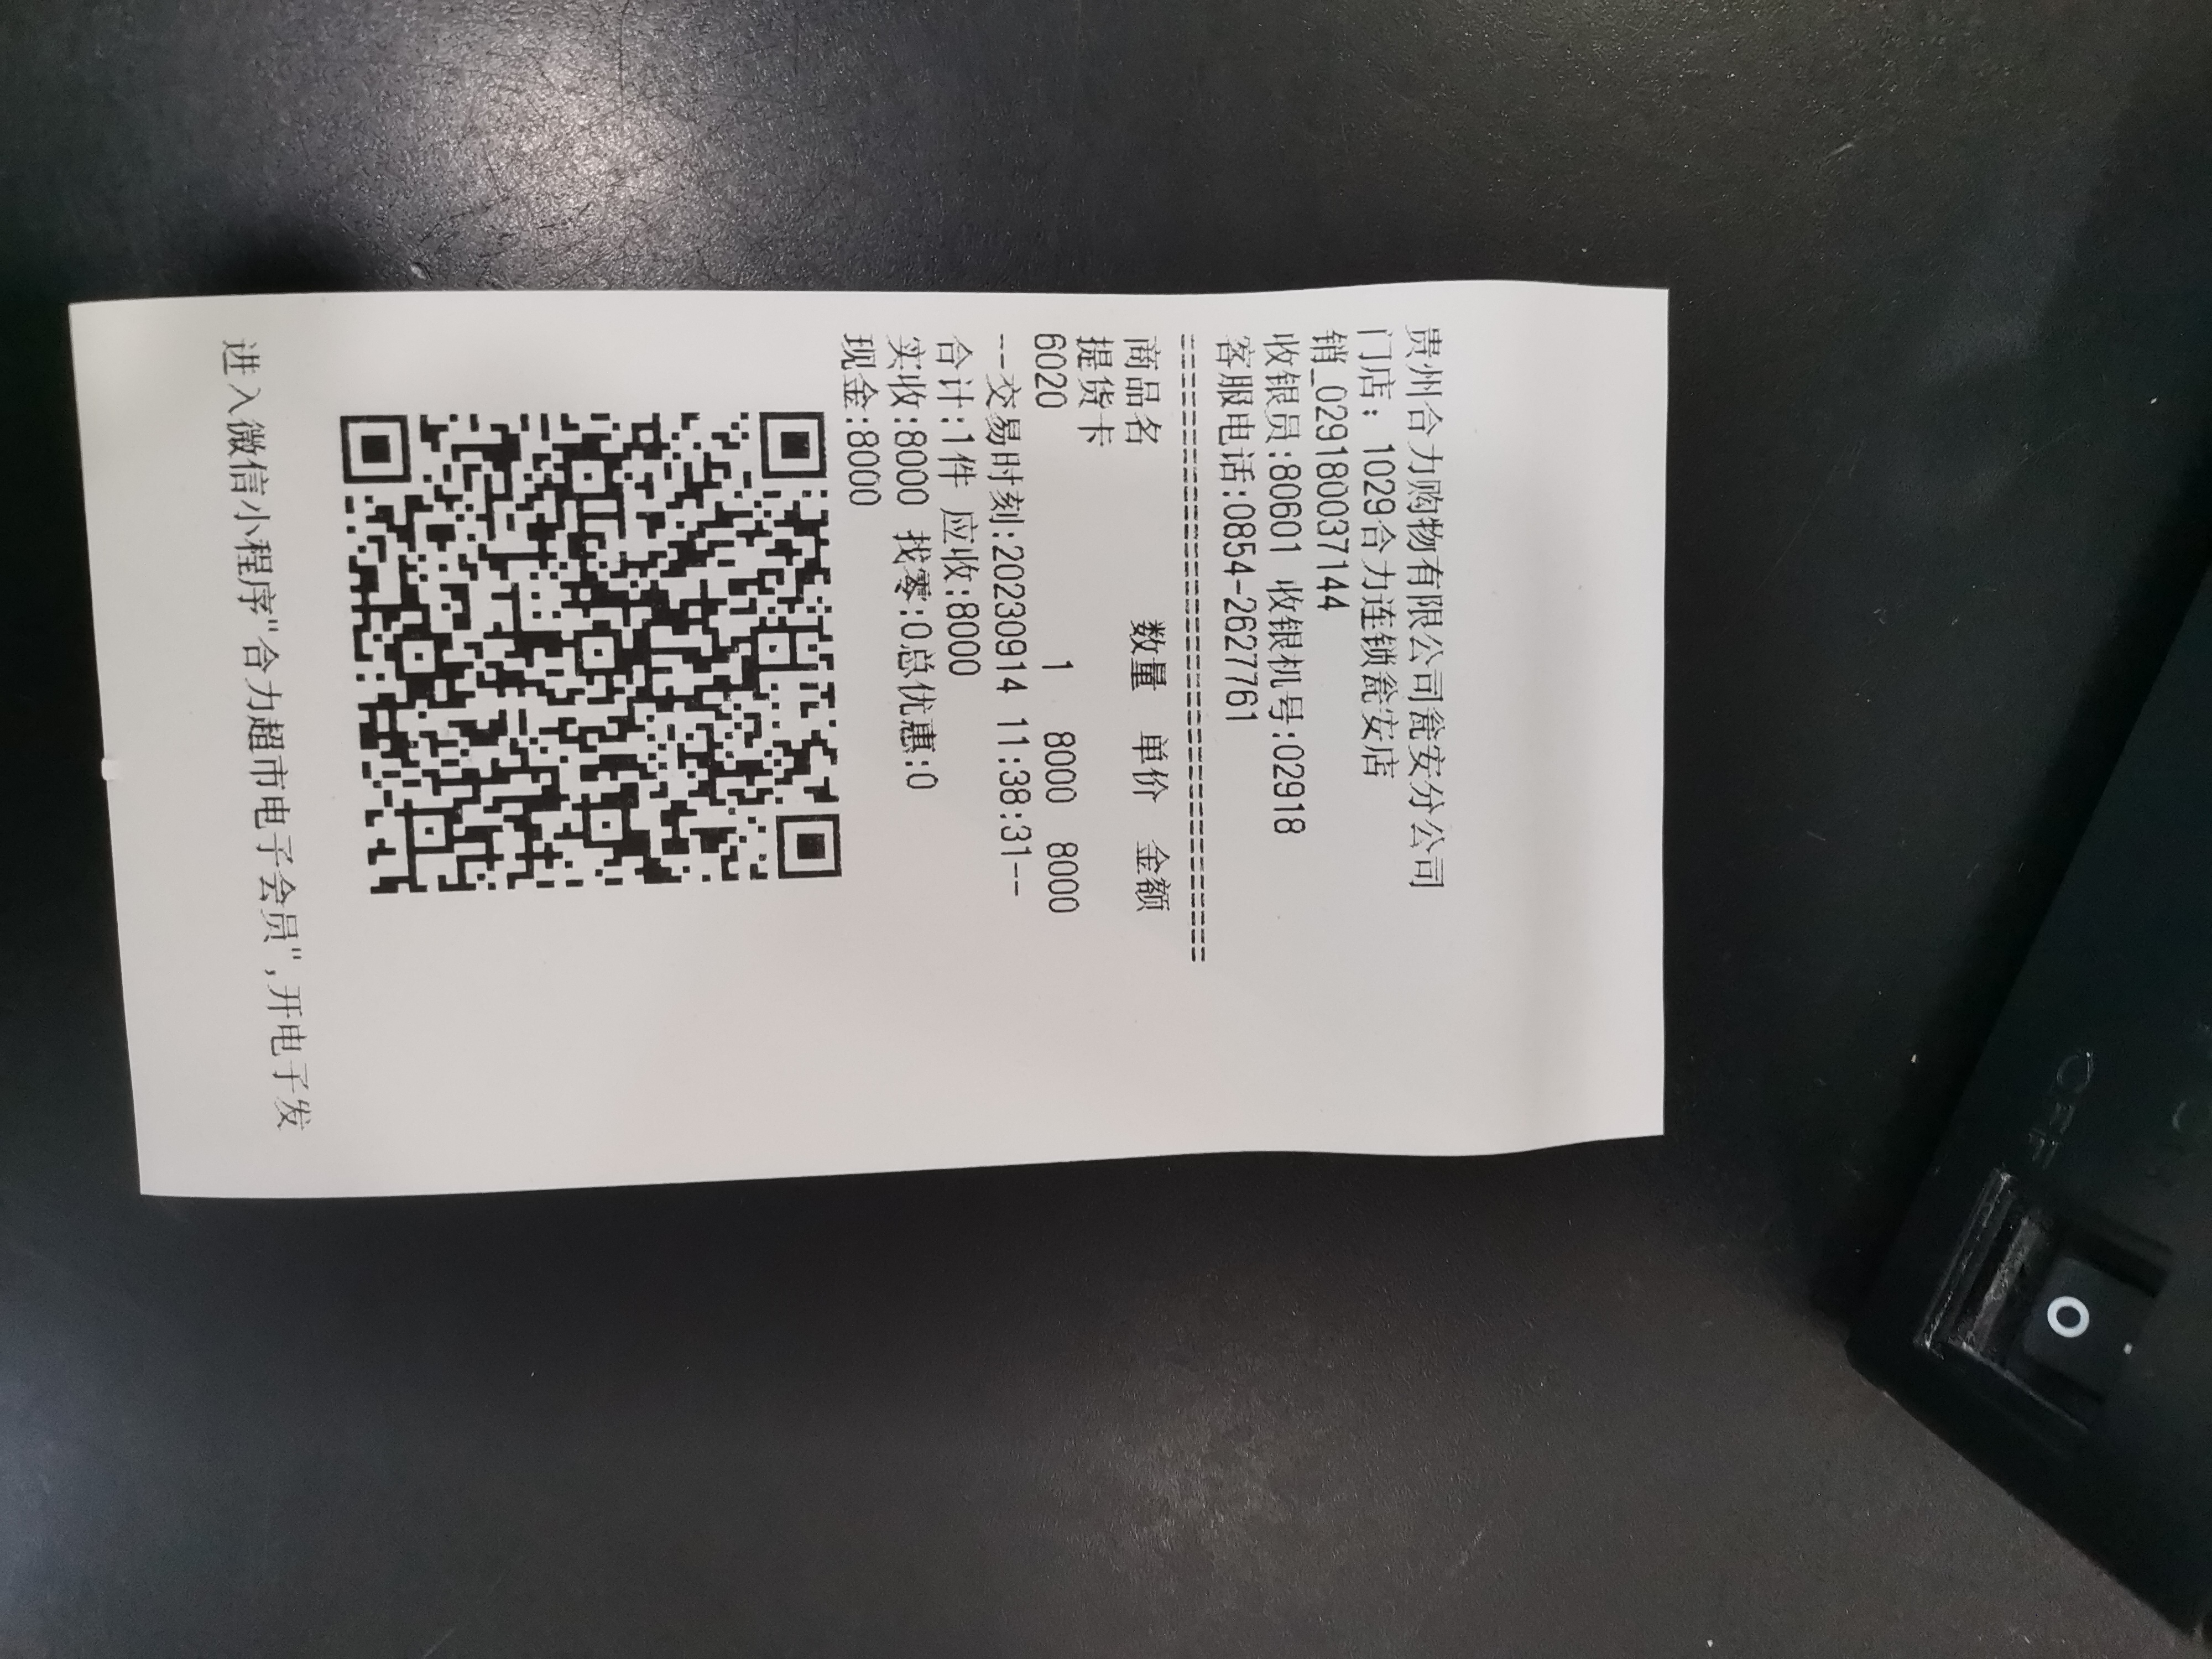 贵州合力购物有限公司瓮安分公司
门店: 1029合力连锁瓮安店
销_029180037144
收银员:80601 收银机号:02918
客服电话:0854-2627761
商品名 数量 单价 金额
提货卡
6020 1 8000 8000
--交易时刻:20230914 11:38:31--
合计:1件 应收:8000
实收:8000 找零:0总优惠:0
现金:8000
进入微信小程序"合力超市电子会员",开电子发
O